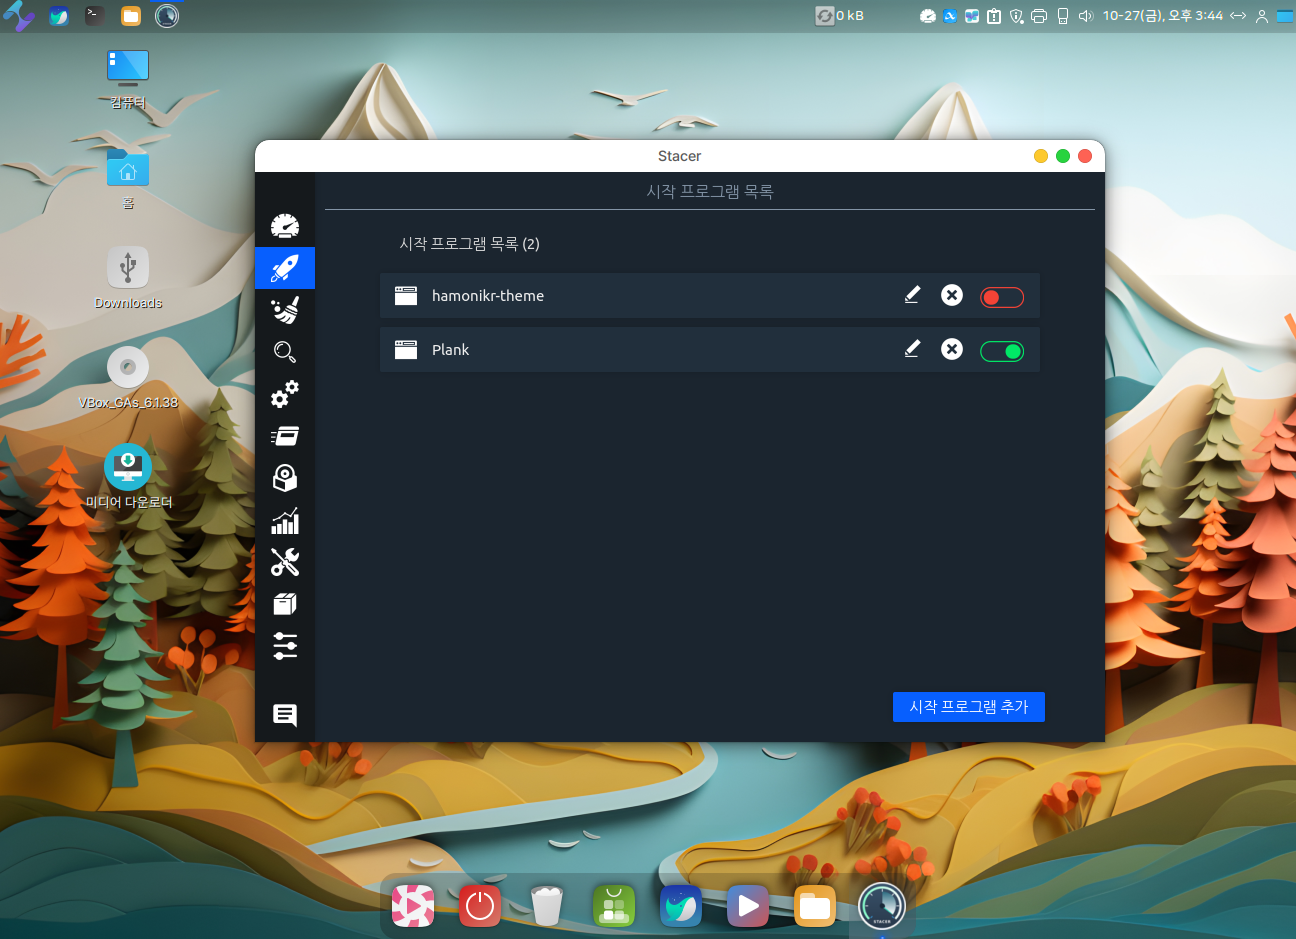 0 kB
10-27(금), 오후 3:44
컴퓨터
홈
Downloads
VBox_GAs_6.1.38
미디어 다운로더
Stacer
시작 프로그램 목록
시작 프로그램 목록 (2)
hamonikr-theme
Plank
시작 프로그램 추가
STACER